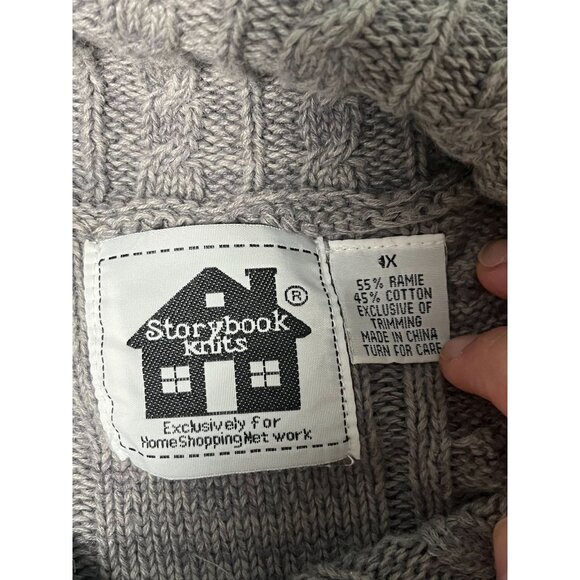 Storybook
Knits
®
Exclusively for
HomeShoppingNetwork
1X
55% RAMIE
45% COTTON
EXCLUSIVE OF
TRIMMING
MADE IN CHINA
TURN FOR CARE